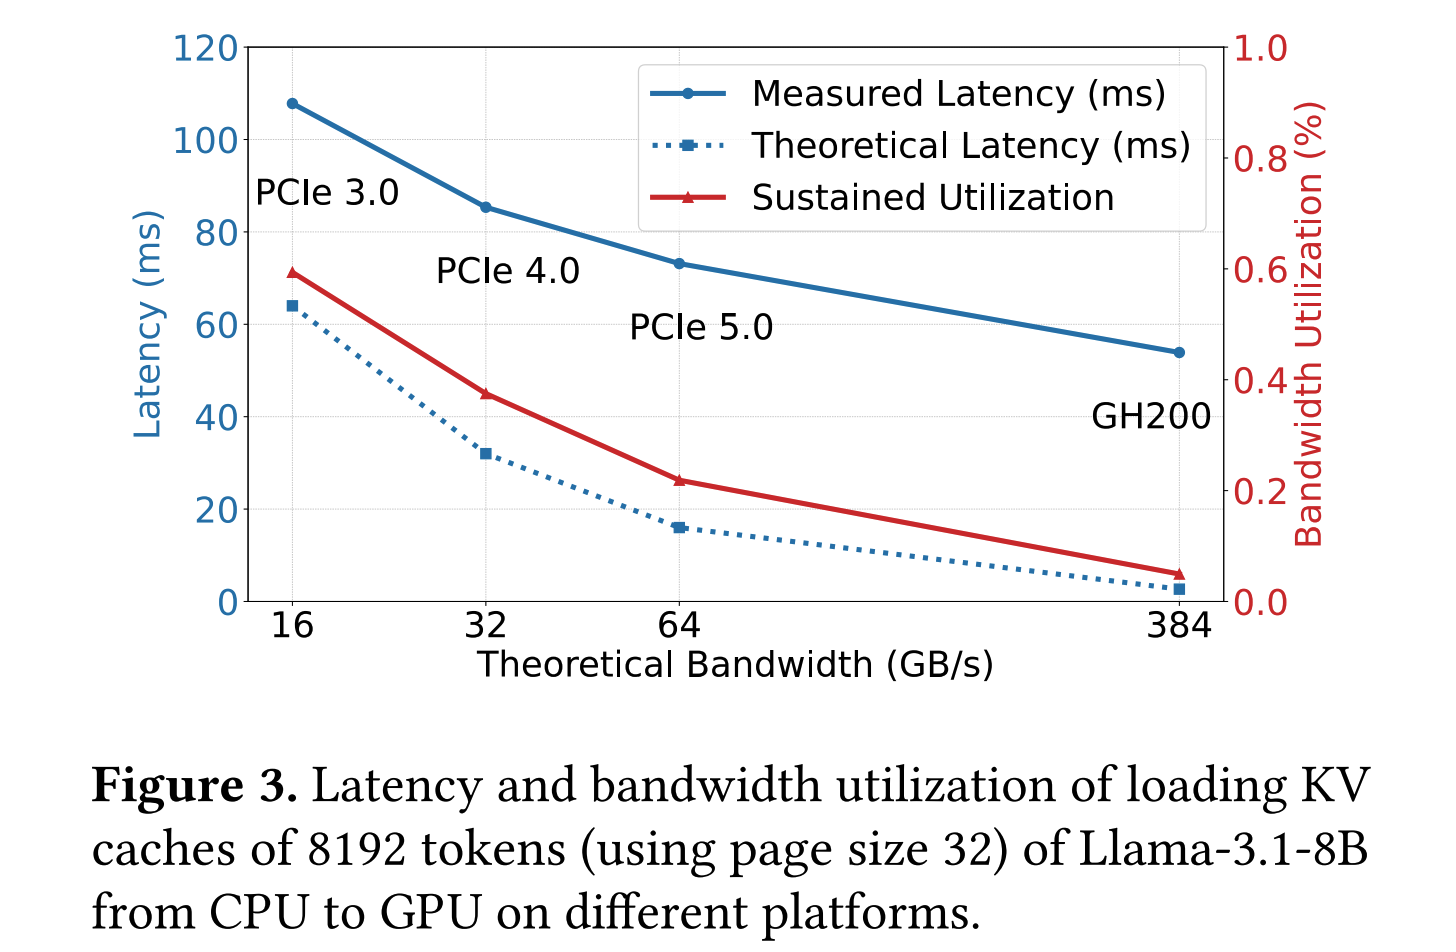 120
100
80
60
40
20
0
Latency (ms)
1.0
0.8
0.6
0.4
0.2
0.0
Bandwidth Utilization (%)
Measured Latency (ms)
Theoretical Latency (ms)
Sustained Utilization
PCIe 3.0
PCIe 4.0
PCIe 5.0
GH200
16 32 64 384
Theoretical Bandwidth (GB/s)
Figure 3. Latency and bandwidth utilization of loading KV
caches of 8192 tokens (using page size 32) of Llama-3.1-8B
from CPU to GPU on different platforms.